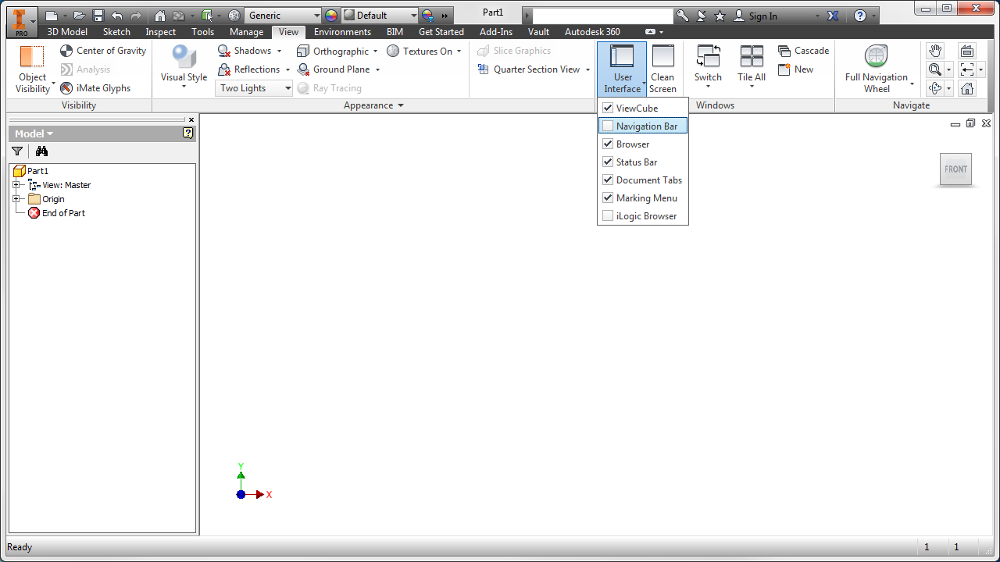 PRO
Generic
Default
Part1
Sign In
3D Model Sketch Inspect Tools Manage View Environments BIM Get Started Add-Ins Vault Autodesk 360
Object
Visibility
Center of Gravity
Analysis
iMate Glyphs
Visibility
Visual Style
Shadows
Reflections
Two Lights
Orthographic
Ground Plane
Ray Tracing
Textures On
Appearance
Slice Graphics
Quarter Section View
User
Interface
Clean
Screen
Switch
Tile All
Cascade
New
Windows
Full Navigation
Wheel
Navigate
ViewCube
Navigation Bar
Browser
Status Bar
Document Tabs
Marking Menu
iLogic Browser
Model
Part1
View: Master
Origin
End of Part
FRONT
Y
X
Ready
1 1